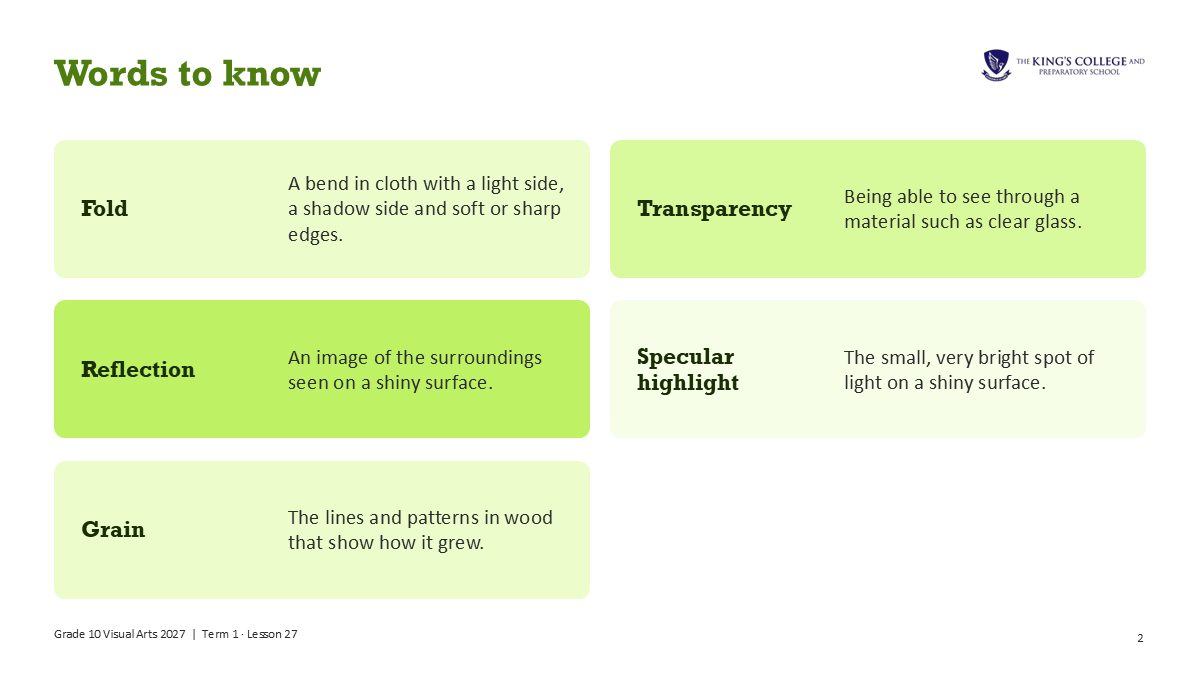 Words to know
THE KING'S COLLEGE AND
PREPARATORY SCHOOL
Fold
A bend in cloth with a light side,
a shadow side and soft or sharp
edges.
Transparency
Being able to see through a
material such as clear glass.
Reflection
An image of the surroundings
seen on a shiny surface.
Specular
highlight
The small, very bright spot of
light on a shiny surface.
Grain
The lines and patterns in wood
that show how it grew.
Grade 10 Visual Arts 2027 | Term 1 · Lesson 27
2